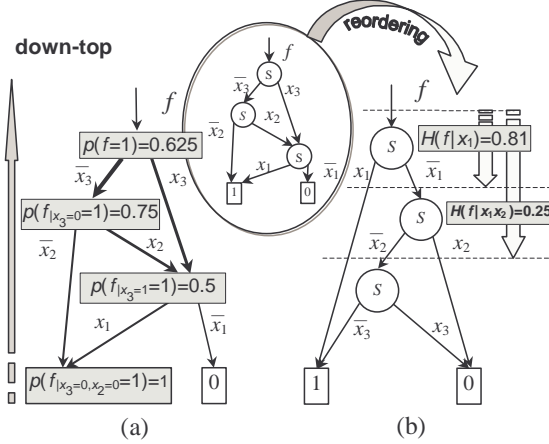 down-top
reordering
f
p(f=1)=0.625
x̄₃
x₃
p(f|x₃=0=1)=0.75
x̄₂
x₂
p(f|x₃=1=1)=0.5
x₁
x̄₁
p(f|x₃=0,x₂=0=1)=1
0
(a)
f
S
x̄₃
x₃
S
x̄₂
x₂
S
x₁
x̄₁
1
0
f
H(f|x₁)=0.81
S
x₁
x̄₁
S
H(f|x₁x₂)=0.25
x̄₂
x₂
S
x̄₃
x₃
1
0
(b)